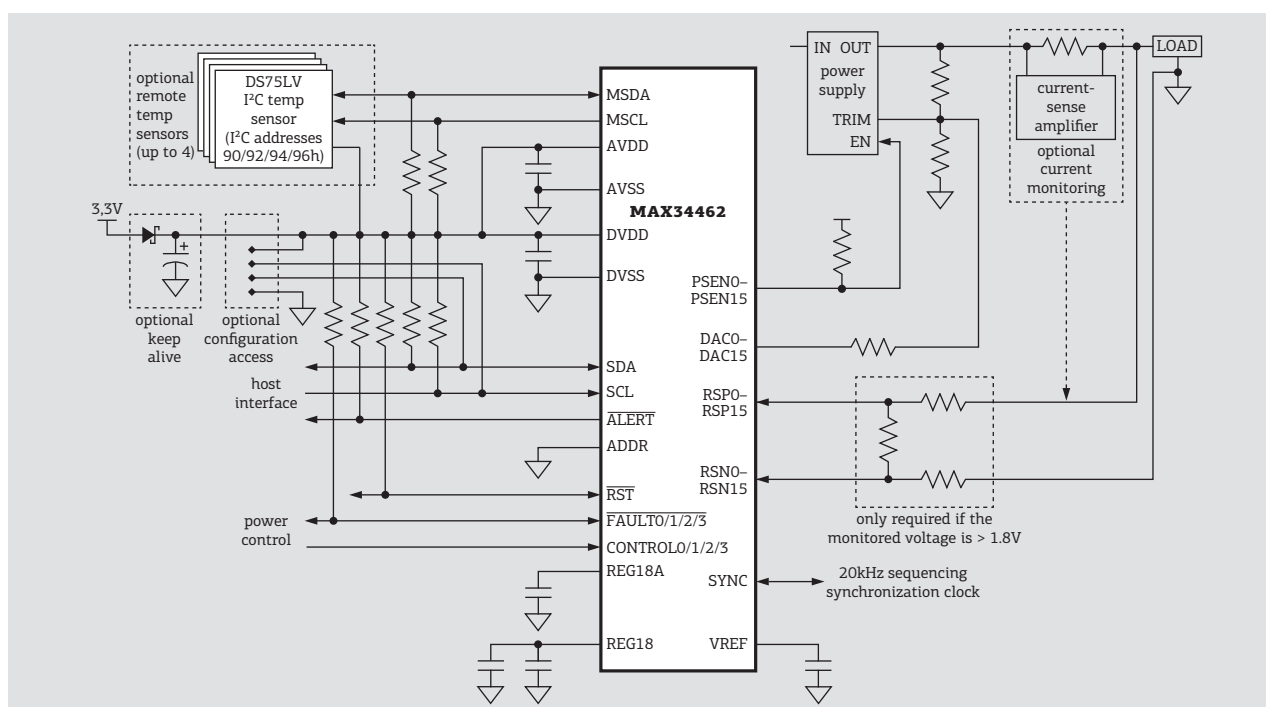 optional
remote
temp
sensors
(up to 4)
DS75LV
I²C temp
sensor
(I²C addresses
90/92/94/96h)
3,3V
optional
keep
alive
optional
configuration
access
host
interface
power
control
MAX34462
MSDA
MSCL
AVDD
AVSS
DVDD
DVSS
SDA
SCL
ALERT
ADDR
RST
FAULT0/1/2/3
CONTROL0/1/2/3
REG18A
REG18
PSEN0–
PSEN15
DAC0–
DAC15
RSP0–
RSP15
RSN0–
RSN15
SYNC
VREF
IN OUT
power
supply
TRIM
EN
current-
sense
amplifier
optional
current
monitoring
LOAD
only required if the
monitored voltage is > 1.8V
20kHz sequencing
synchronization clock